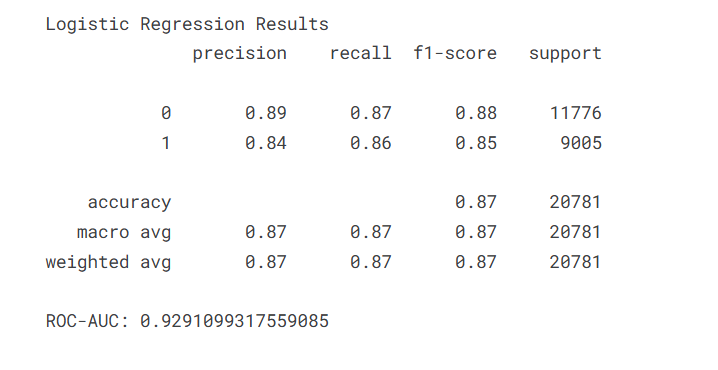 Logistic Regression Results
precision recall f1-score support
0 0.89 0.87 0.88 11776
1 0.84 0.86 0.85 9005
accuracy 0.87 20781
macro avg 0.87 0.87 0.87 20781
weighted avg 0.87 0.87 0.87 20781
ROC-AUC: 0.9291099317559085